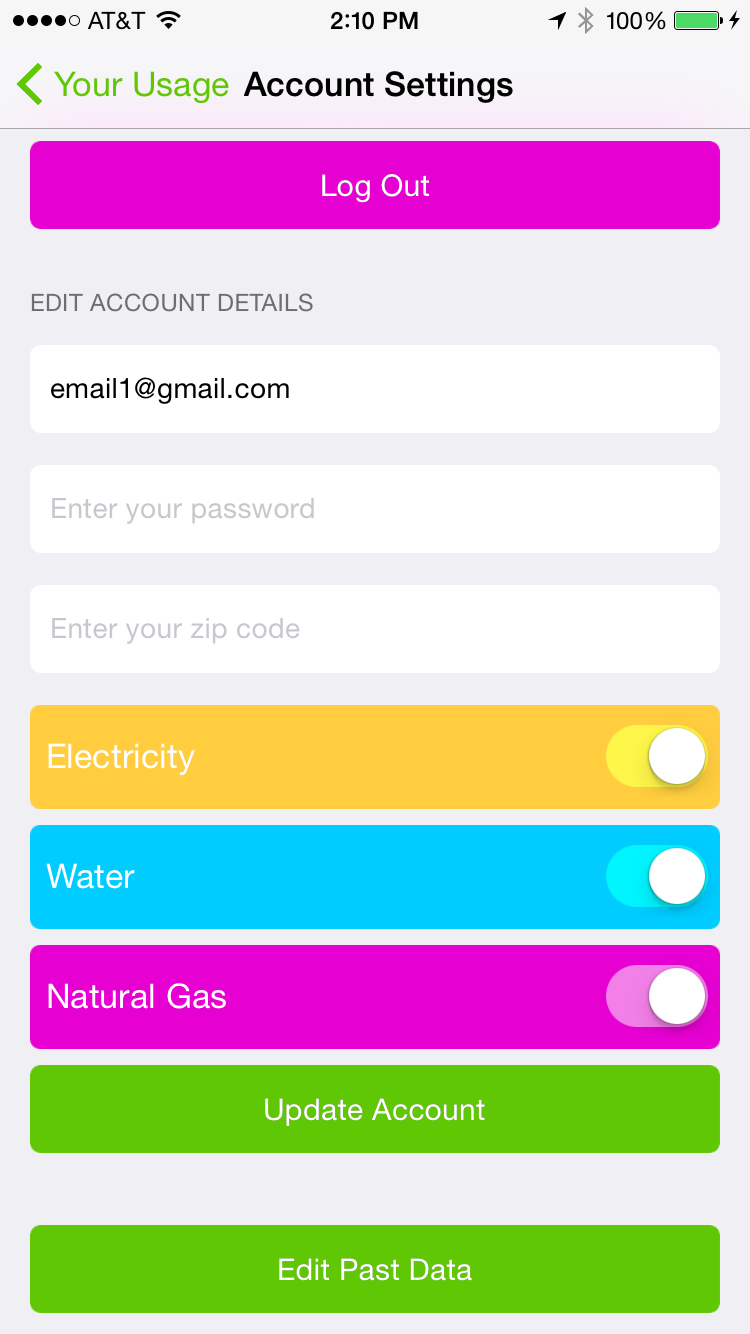 AT&T 2:10 PM 100%
Your Usage Account Settings
Log Out
EDIT ACCOUNT DETAILS
email1@gmail.com
Enter your password
Enter your zip code
Electricity
Water
Natural Gas
Update Account
Edit Past Data